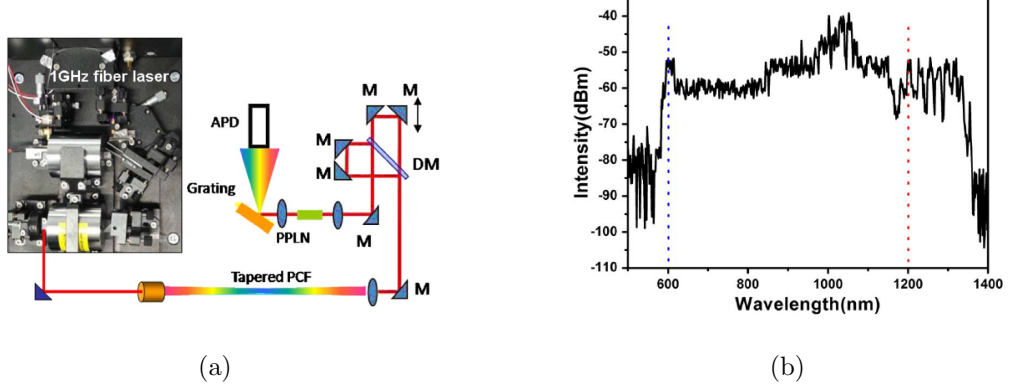 1GHz fiber laser
M
M
APD
M
M
DM
Grating
PPLN
M
Tapered PCF
M
(a)
Intensity(dBm)
-40
-50
-60
-70
-80
-90
-100
-110
600
800
1000
1200
1400
Wavelength(nm)
(b)